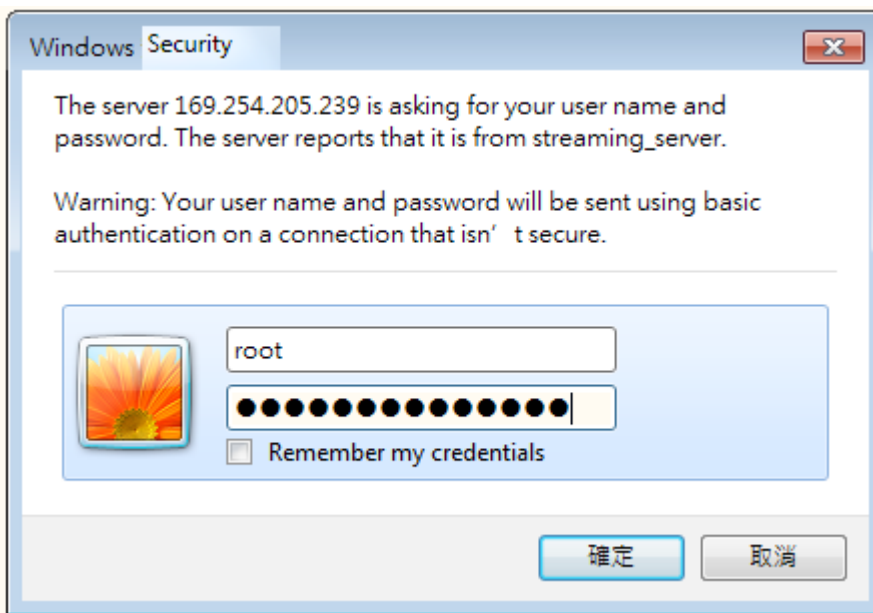 Windows Security
The server 169.254.205.239 is asking for your user name and
password. The server reports that it is from streaming_server.
Warning: Your user name and password will be sent using basic
authentication on a connection that isn’t secure.
root
●●●●●●●●●●●●●●
Remember my credentials
確定
取消